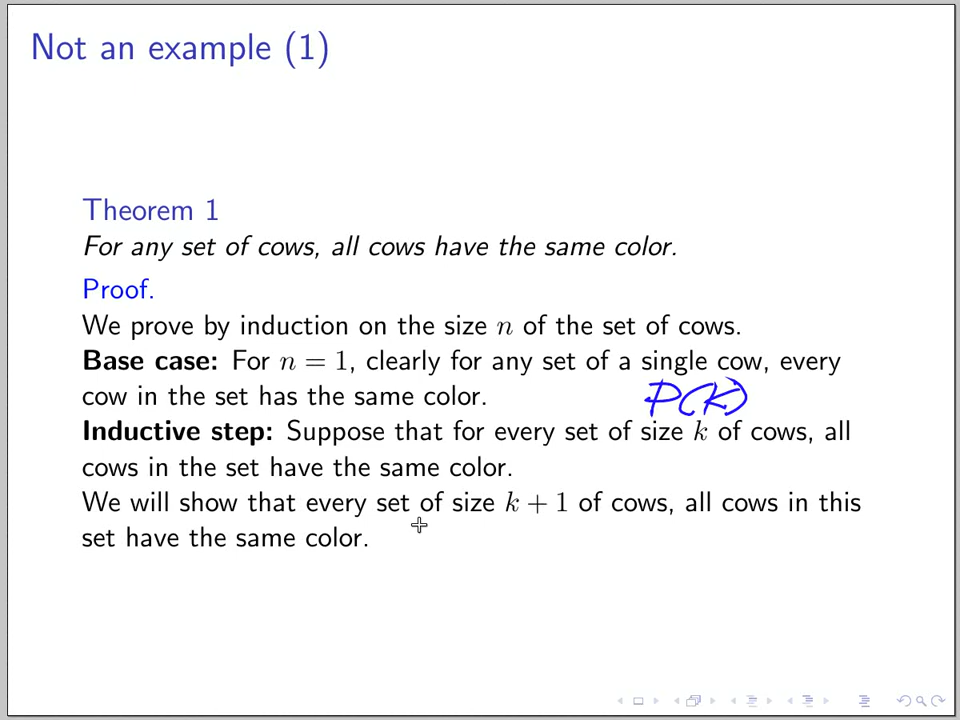 Not an example (1)
Theorem 1
For any set of cows, all cows have the same color.
Proof.
We prove by induction on the size n of the set of cows.
Base case: For n = 1, clearly for any set of a single cow, every
cow in the set has the same color.
P(K)
Inductive step: Suppose that for every set of size k of cows, all
cows in the set have the same color.
We will show that every set of size k + 1 of cows, all cows in this
set have the same color.